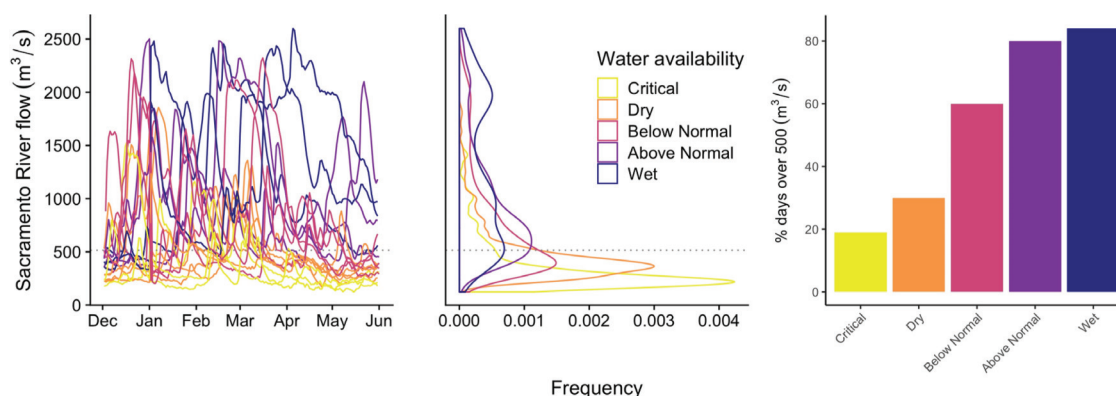 Sacramento River flow (m³/s)
2500
2000
1500
1000
500
0
Dec Jan Feb Mar Apr May Jun
Water availability
Critical
Dry
Below Normal
Above Normal
Wet
0.000 0.001 0.002 0.003 0.004
Frequency
% days over 500 (m³/s)
80
60
40
20
0
Critical
Dry
Below Normal
Above Normal
Wet